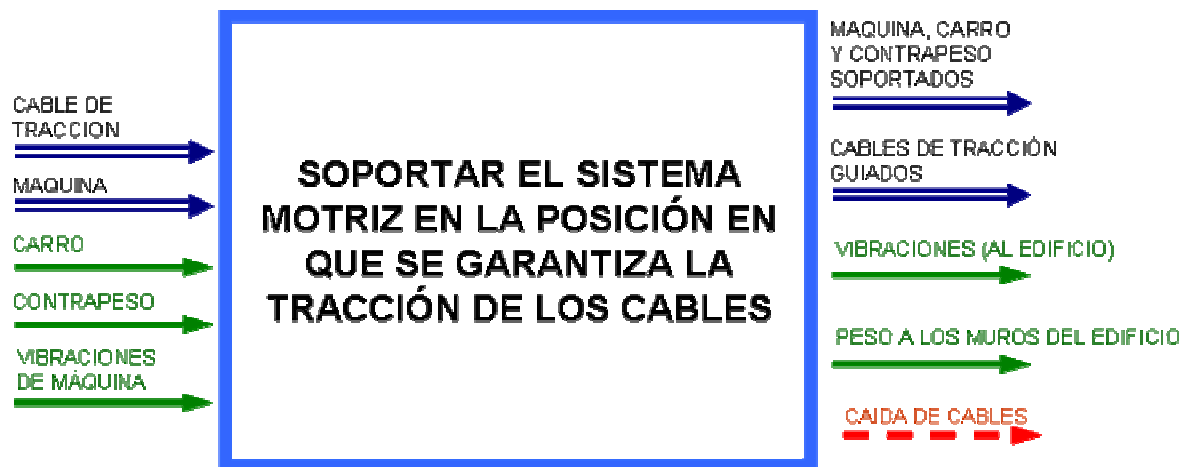 CABLE DE
TRACCION
MAQUINA
CARRO
CONTRAPESO
VIBRACIONES
DE MÁQUINA
SOPORTAR EL SISTEMA
MOTRIZ EN LA POSICIÓN EN
QUE SE GARANTIZA LA
TRACCIÓN DE LOS CABLES
MAQUINA, CARRO
Y CONTRAPESO
SOPORTADOS
CABLES DE TRACCIÓN
GUIADOS
VIBRACIONES (AL EDIFICIO)
PESO A LOS MUROS DEL EDIFICIO
CAIDA DE CABLES